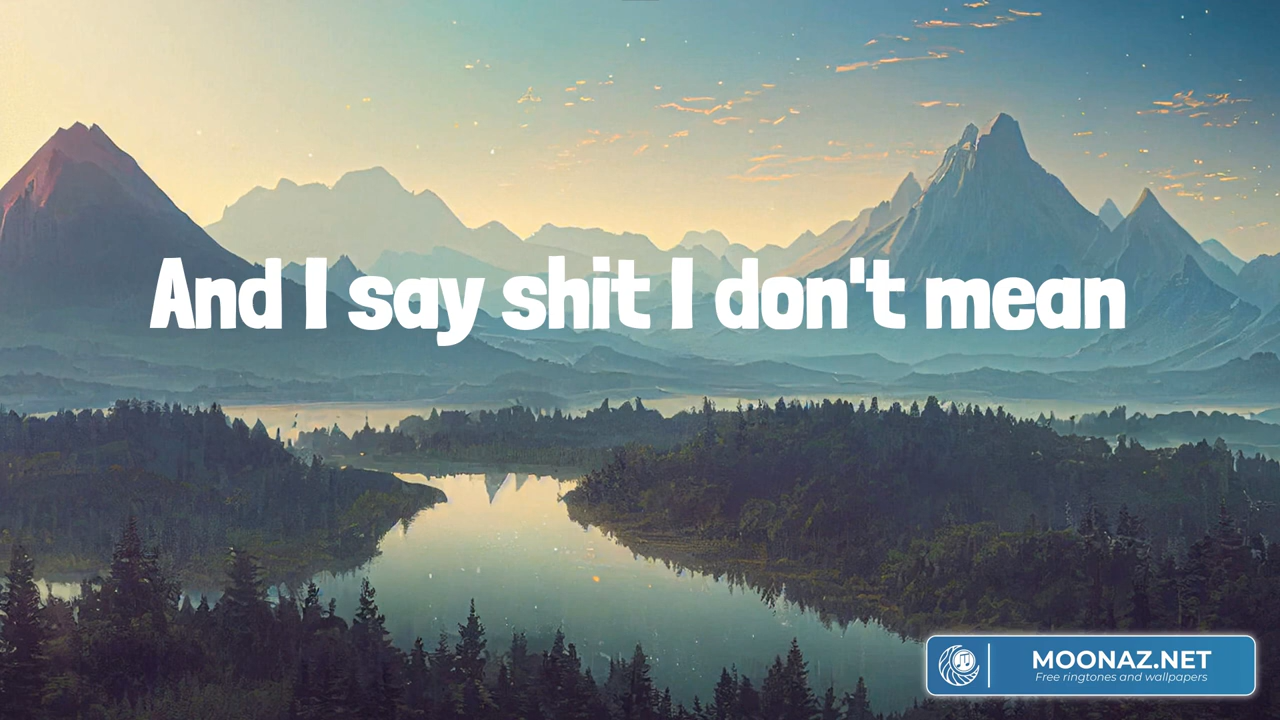 And I say shit I don't mean
MOONAZ.NET
Free ringtones and wallpapers